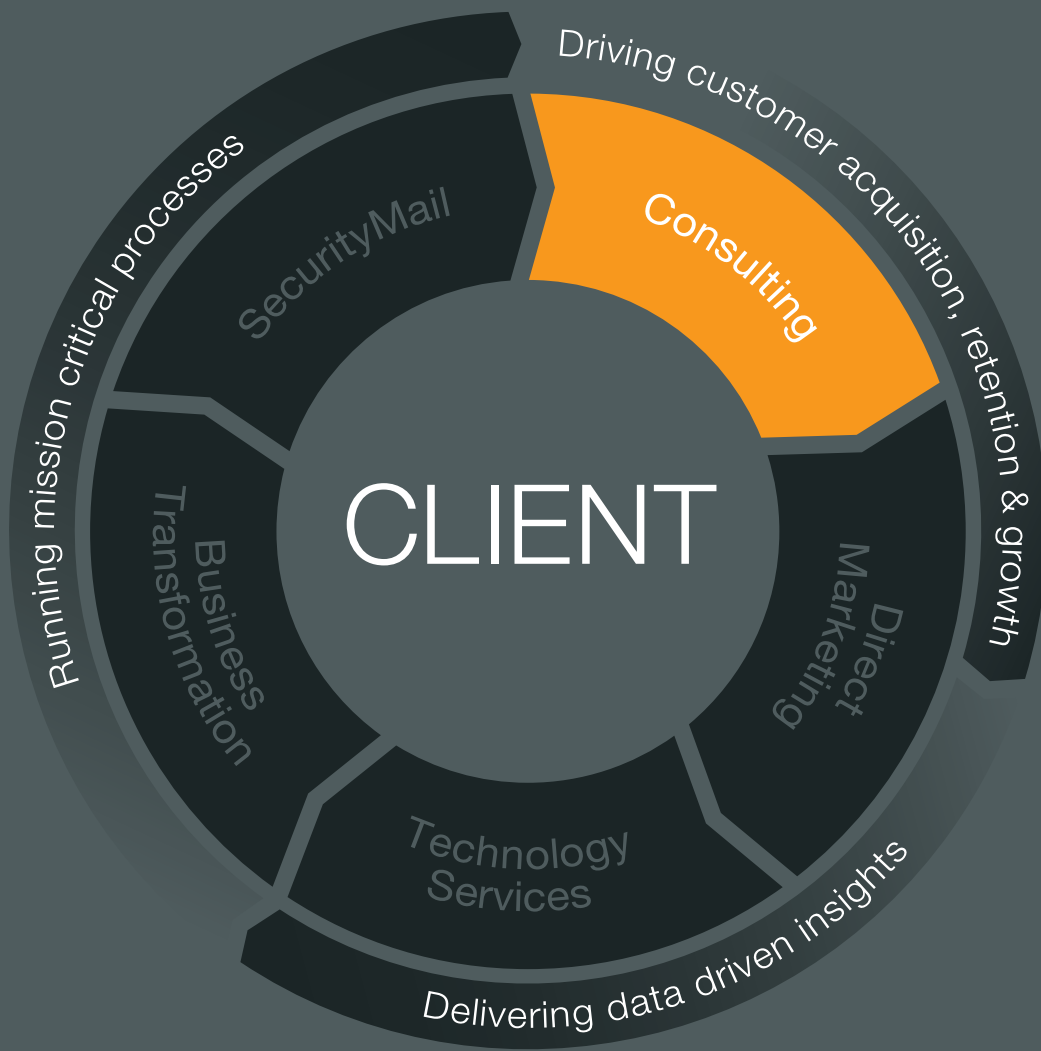 Driving customer acquisition, retention & growth
Delivering data driven insights
Running mission critical processes
Consulting
Direct
Marketing
Technology
Services
Business
Transformation
SecurityMail
CLIENT